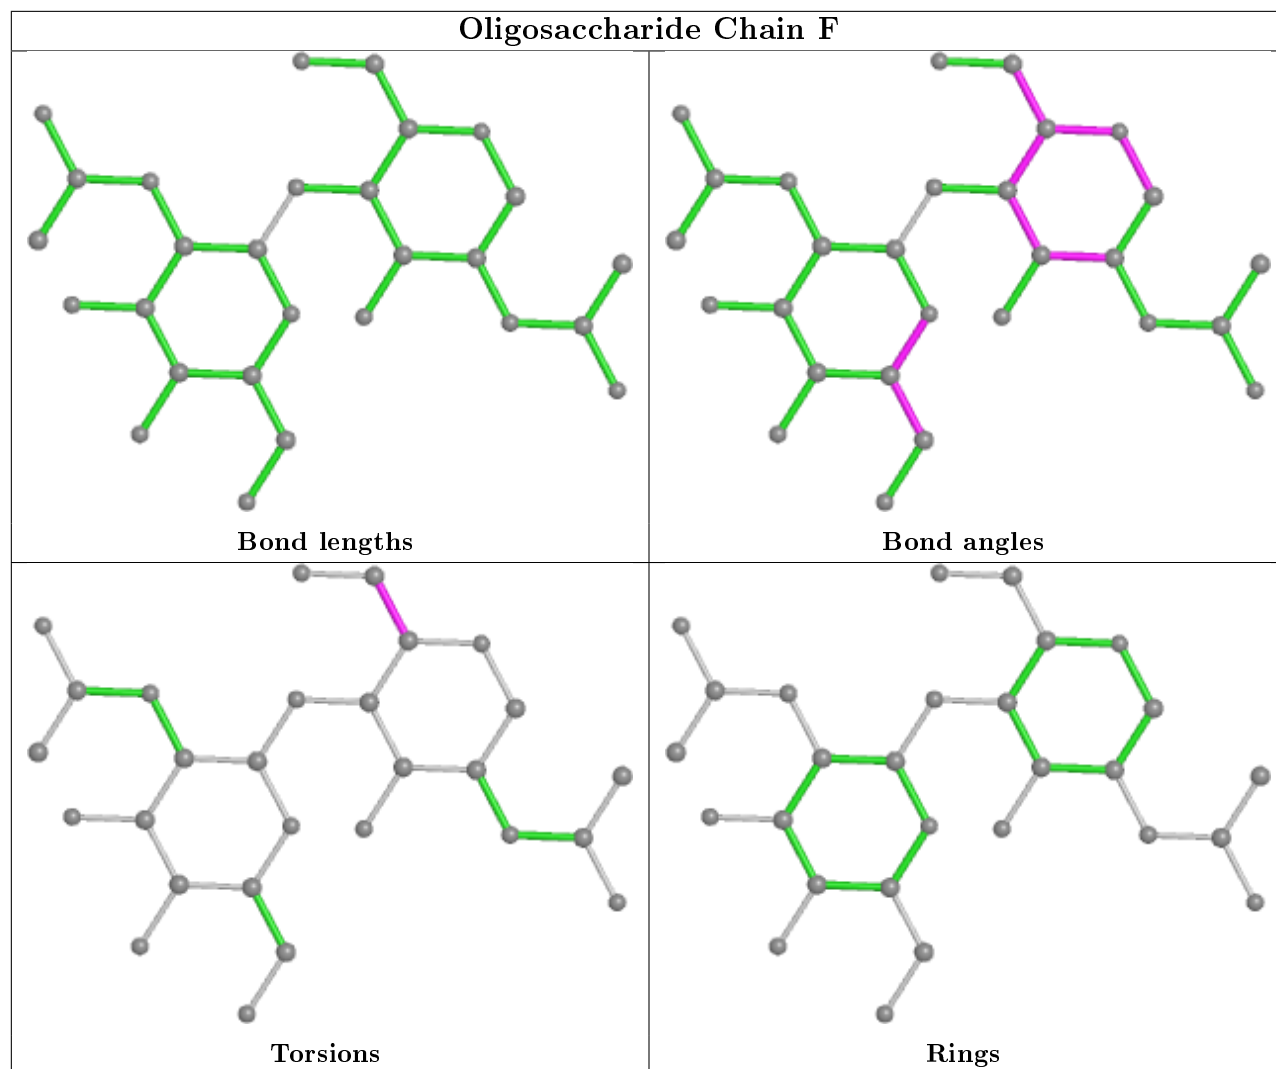 Oligosaccharide Chain F
Bond lengths
Bond angles
Torsions
Rings